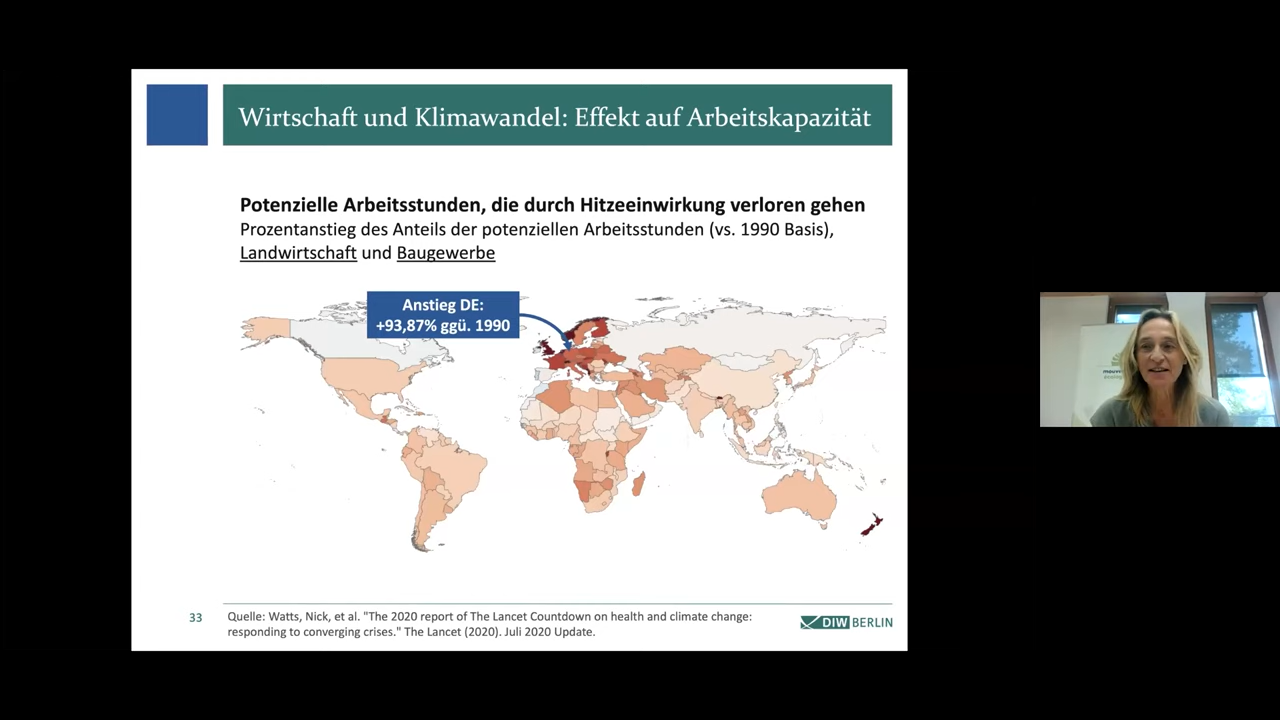 Wirtschaft und Klimawandel: Effekt auf Arbeitskapazität
Potenzielle Arbeitsstunden, die durch Hitzeeinwirkung verloren gehen
Prozentanstieg des Anteils der potenziellen Arbeitsstunden (vs. 1990 Basis),
Landwirtschaft und Baugewerbe
Anstieg DE:
+93,87% ggü. 1990
33
Quelle: Watts, Nick, et al. "The 2020 report of The Lancet Countdown on health and climate change:
responding to converging crises." The Lancet (2020). Juli 2020 Update.
DIW BERLIN